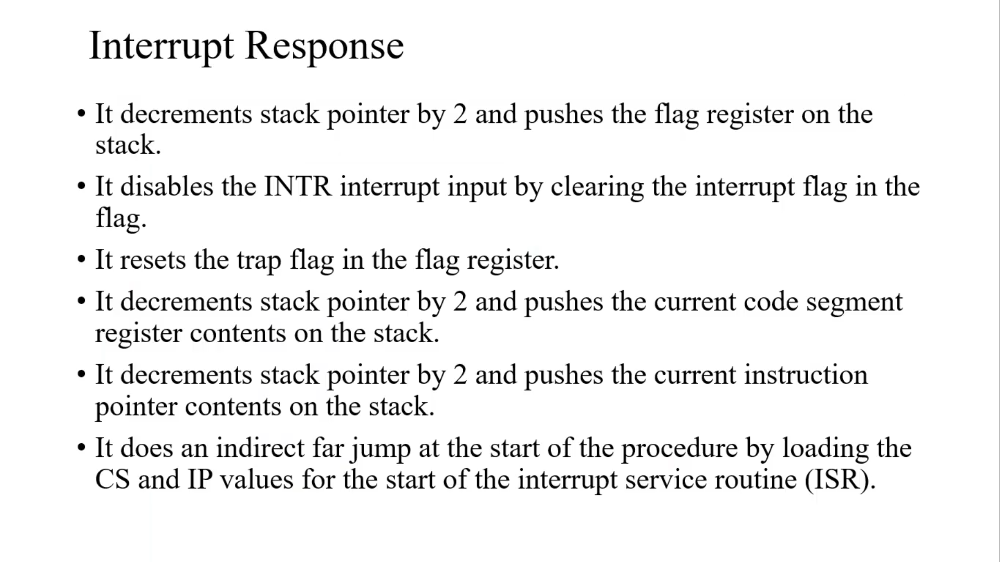 Interrupt Response
• It decrements stack pointer by 2 and pushes the flag register on the
stack.
• It disables the INTR interrupt input by clearing the interrupt flag in the
flag.
• It resets the trap flag in the flag register.
• It decrements stack pointer by 2 and pushes the current code segment
register contents on the stack.
• It decrements stack pointer by 2 and pushes the current instruction
pointer contents on the stack.
• It does an indirect far jump at the start of the procedure by loading the
CS and IP values for the start of the interrupt service routine (ISR).